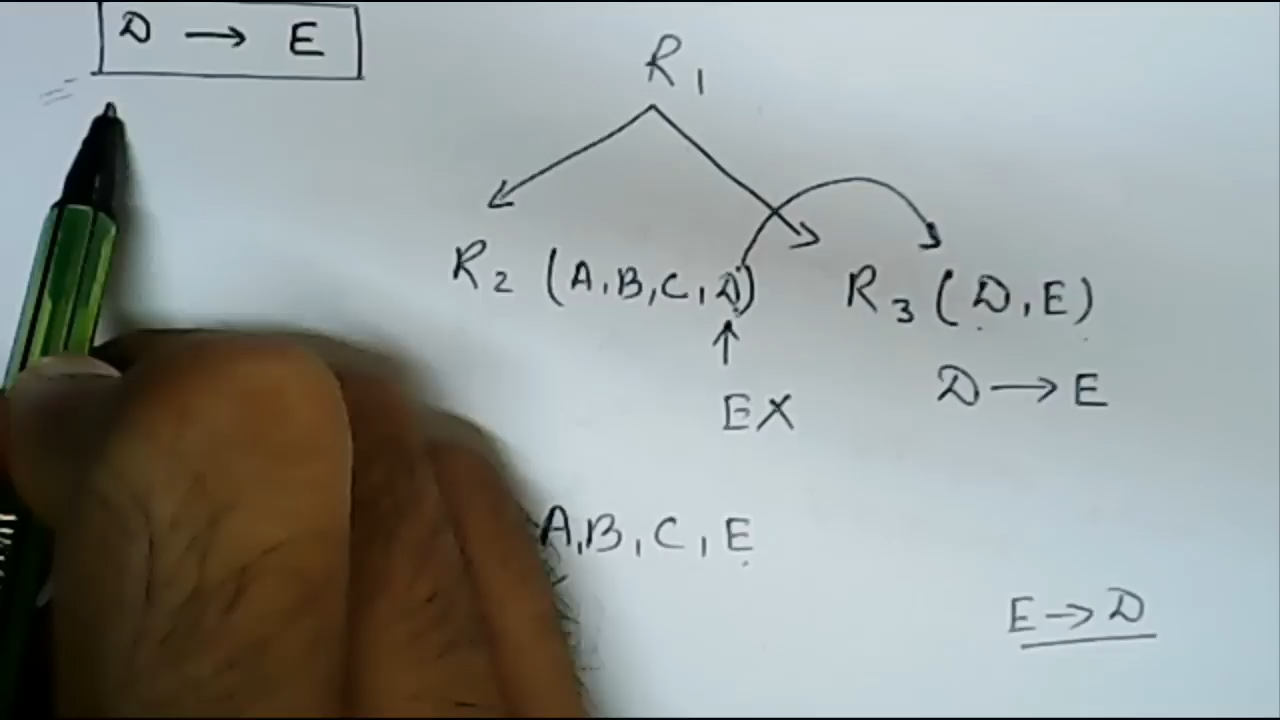 D → E
R1
R2 (A,B,C,D) R3 (D,E)
D → E
EX
A,B,C,E
E → D